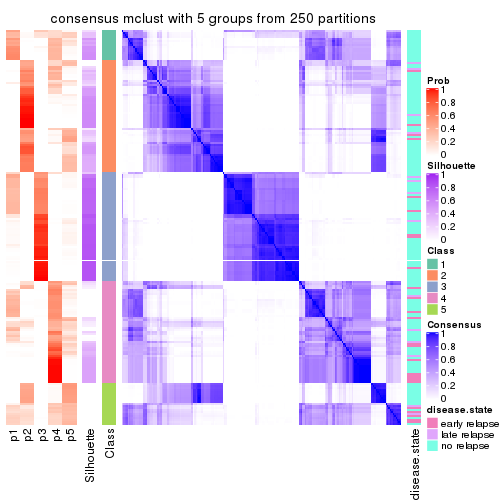 consensus mclust with 5 groups from 250 partitions
Prob
1
0.8
0.6
0.4
0.2
0
Silhouette
1
0.8
0.6
0.4
0.2
0
Class
1
2
3
4
5
Consensus
1
0.8
0.6
0.4
0.2
0
disease.state
early relapse
late relapse
no relapse
p1
p2
p3
p4
p5
Silhouette
Class
disease.state